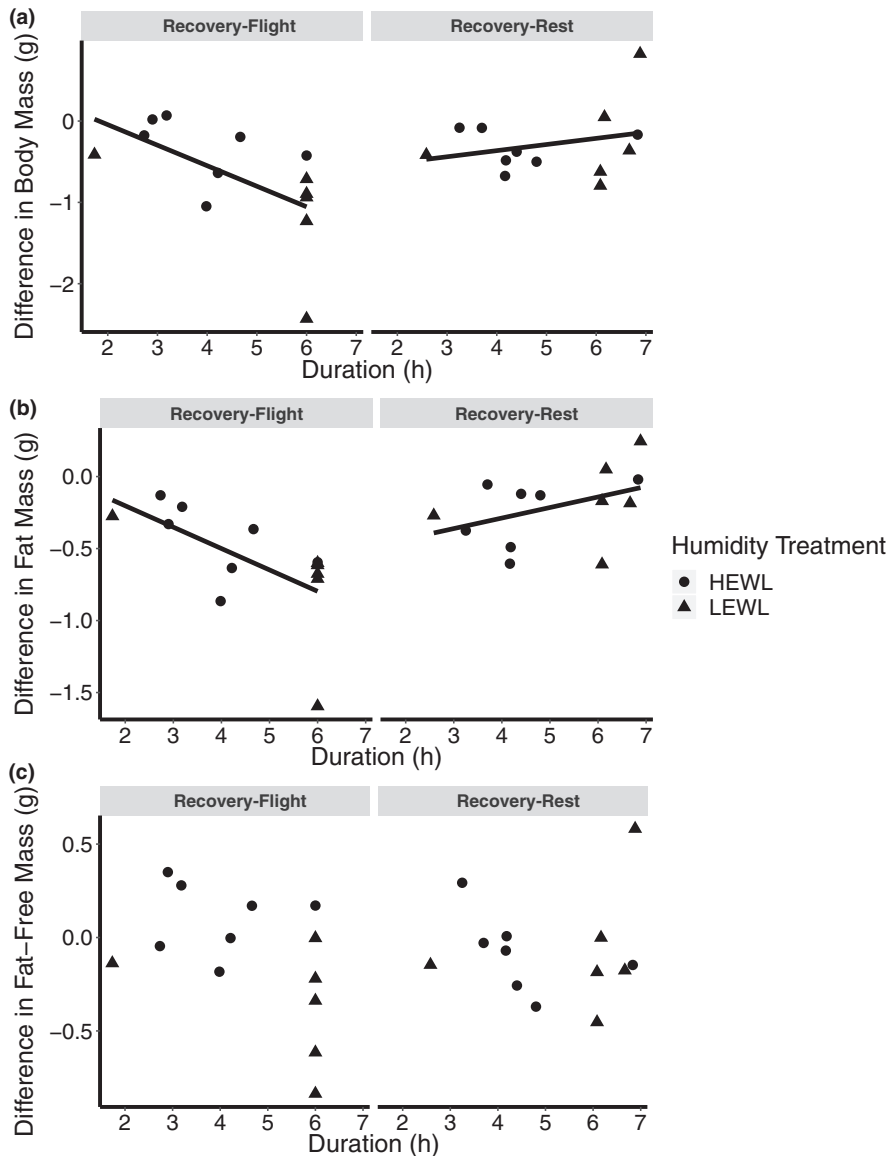 (a)
Recovery-Flight Recovery-Rest
Difference in Body Mass (g)
0
−1
−2
2 3 4 5 6 7 2 3 4 5 6 7
Duration (h)
(b)
Recovery-Flight Recovery-Rest
Difference in Fat Mass (g)
0.0
−0.5
−1.0
−1.5
2 3 4 5 6 7 2 3 4 5 6 7
Duration (h)
Humidity Treatment
HEWL
LEWL
(c)
Recovery-Flight Recovery-Rest
Difference in Fat−Free Mass (g)
0.5
0.0
−0.5
2 3 4 5 6 7 2 3 4 5 6 7
Duration (h)